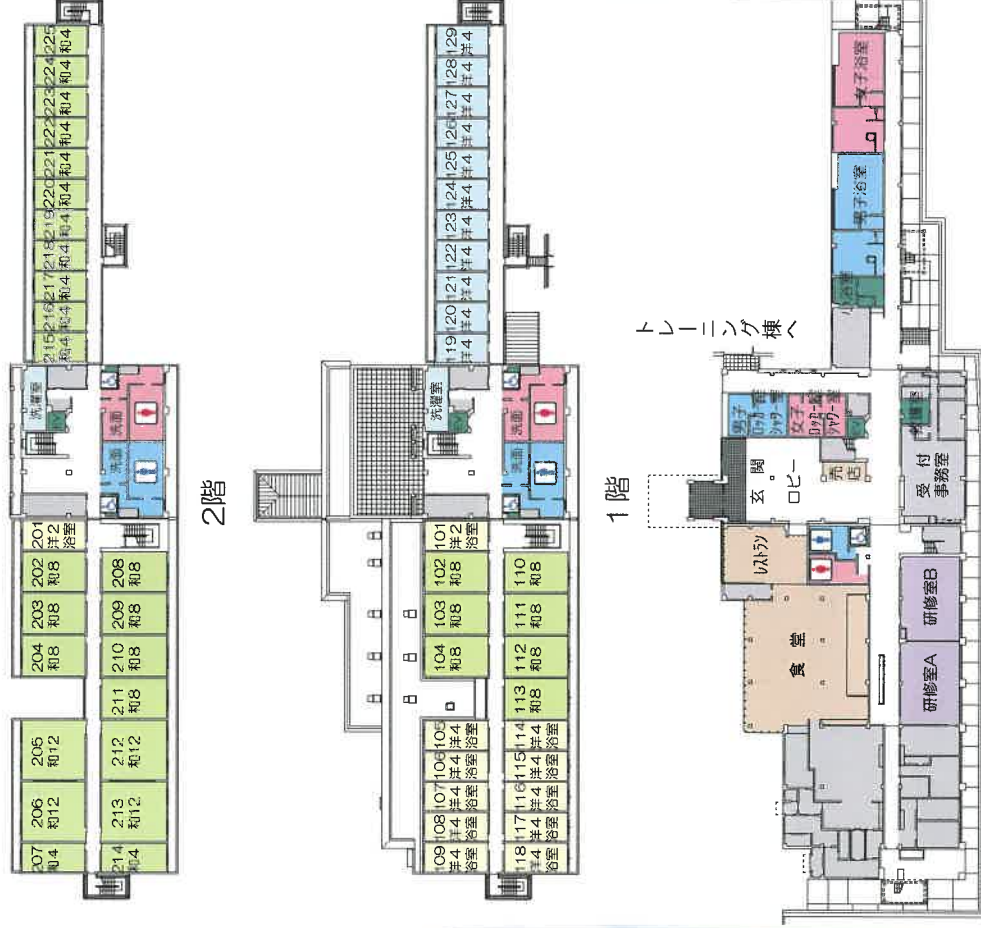 225
和4
224
和4
223
和4
222
和4
221
和4
220
和4
219
和4
218
和4
217
和4
216
和4
215
和4
洗濯室
洗面
洗面
201
洋2
浴室
202
和8
203
和8
204
和8
205
和12
206
和12
207
和4
208
和8
209
和8
210
和8
211
和8
212
和12
213
和12
214
和4
2階
129
洋4
128
洋4
127
洋4
126
洋4
125
洋4
124
洋4
123
洋4
122
洋4
121
洋4
120
洋4
119
洋4
洗濯室
洗面
洗面
101
洋2
浴室
102
和8
103
和8
104
和8
105
洋4
浴室
106
洋4
浴室
107
洋4
浴室
108
洋4
浴室
109
洋4
浴室
110
和8
111
和8
112
和8
113
和8
114
洋4
浴室
115
洋4
浴室
116
洋4
浴室
117
洋4
浴室
118
洋4
浴室
1階
トレーニング棟へ
女子浴室
男子浴室
小浴室
男子
ロッカー室
シャワー室
女子
ロッカー室
シャワー室
玄関
ロビー
売店
受付
事務室
レストラン
食堂
研修室B
研修室A